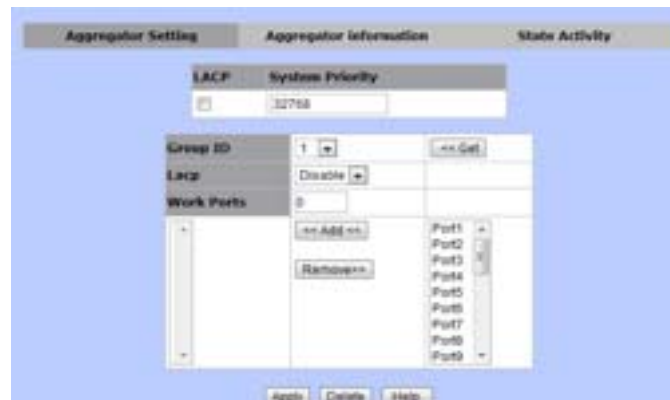 Aggregator Setting Aggregator Information State Activity
LACP System Priority
32768
Group ID 1 << Get
Lacp Disable
Work Ports 0
<< Add << Port1
Port2
Remove>> Port3
Port4
Port5
Port6
Port7
Port8
Port9
Apply Delete Help